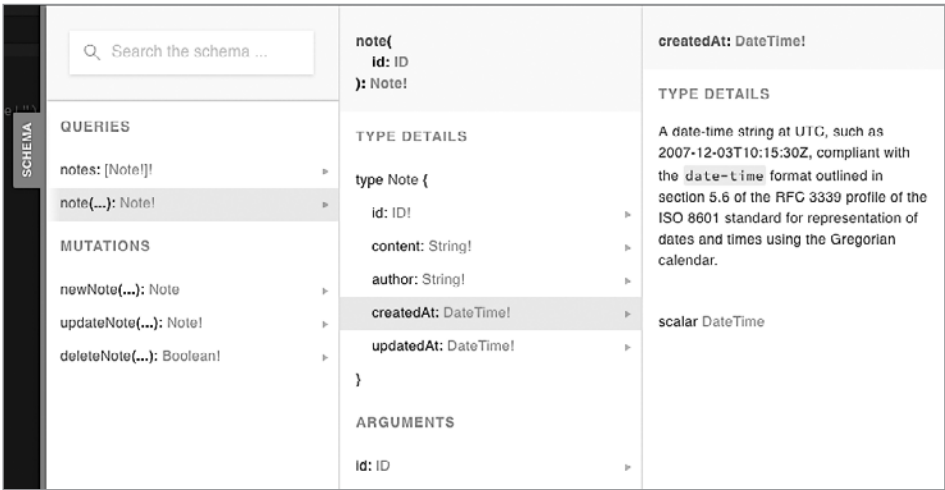 e!")
SCHEMA
Search the schema ...
QUERIES
notes: [Note!]!
note(...): Note!
MUTATIONS
newNote(...): Note
updateNote(...): Note!
deleteNote(...): Boolean!
note(
id: ID
): Note!
TYPE DETAILS
type Note {
id: ID!
content: String!
author: String!
createdAt: DateTime!
updatedAt: DateTime!
}
ARGUMENTS
id: ID
createdAt: DateTime!
TYPE DETAILS
A date-time string at UTC, such as
2007-12-03T10:15:30Z, compliant with
the date-time format outlined in
section 5.6 of the RFC 3339 profile of the
ISO 8601 standard for representation of
dates and times using the Gregorian
calendar.
scalar DateTime